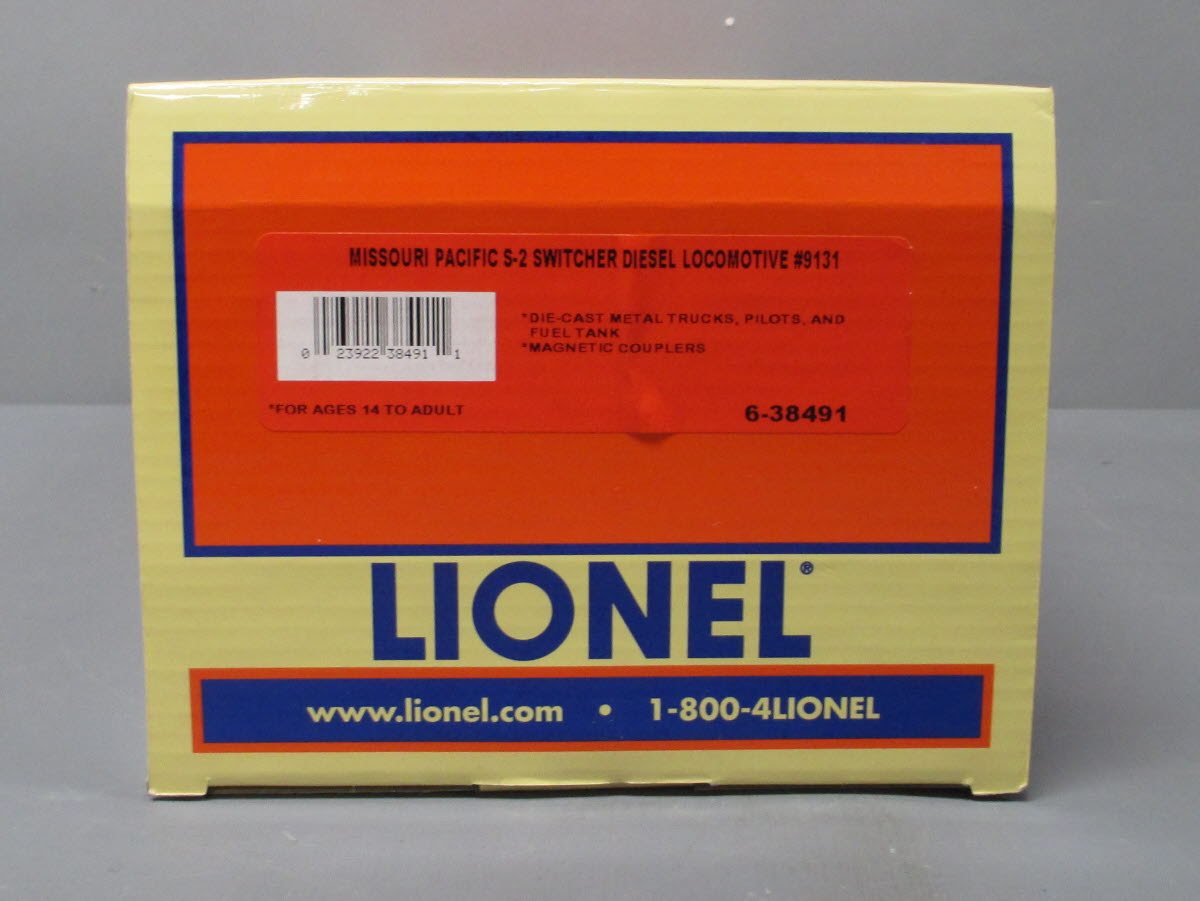 MISSOURI PACIFIC S-2 SWITCHER DIESEL LOCOMOTIVE #9131
*DIE-CAST METAL TRUCKS, PILOTS, AND
FUEL TANK
*MAGNETIC COUPLERS
0 23922 38491 1
*FOR AGES 14 TO ADULT
6-38491
LIONEL®
www.lionel.com • 1-800-4LIONEL